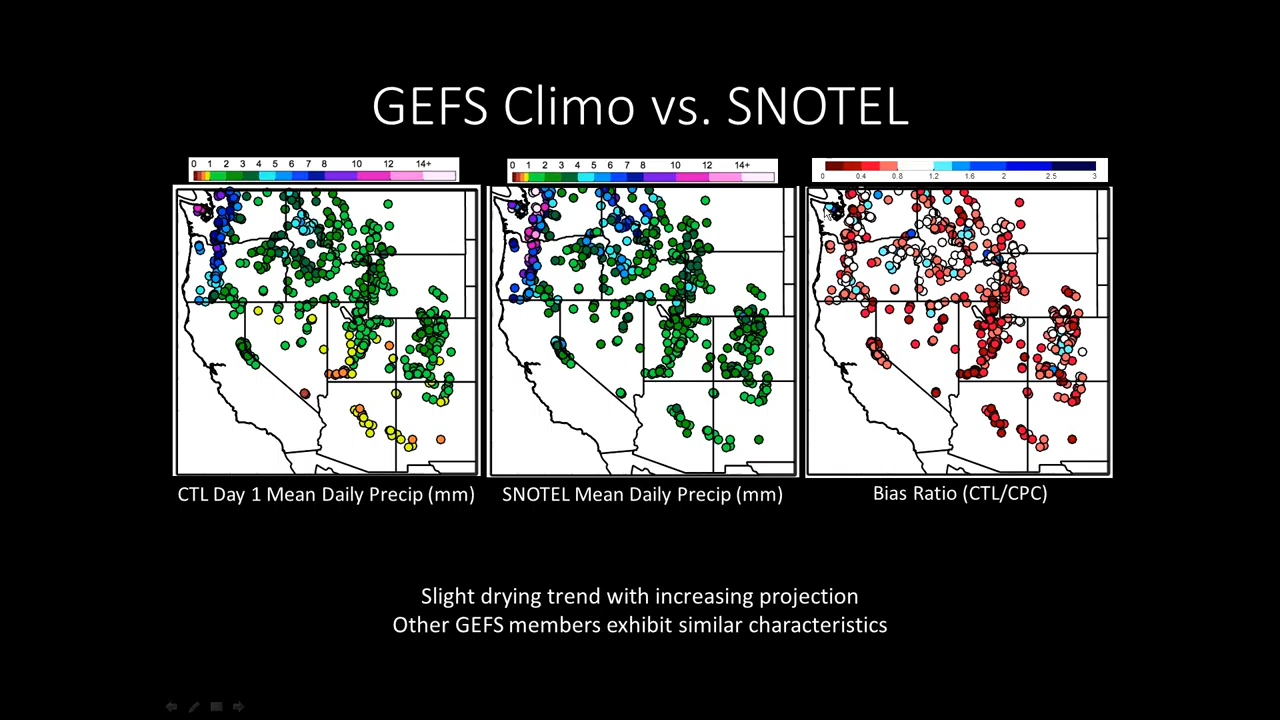 GEFS Climo vs. SNOTEL
0 1 2 3 4 5 6 7 8 10 12 14+
0 1 2 3 4 5 6 7 8 10 12 14+
0 0.4 0.8 1.2 1.6 2 2.5 3
CTL Day 1 Mean Daily Precip (mm)
SNOTEL Mean Daily Precip (mm)
Bias Ratio (CTL/CPC)
Slight drying trend with increasing projection
Other GEFS members exhibit similar characteristics